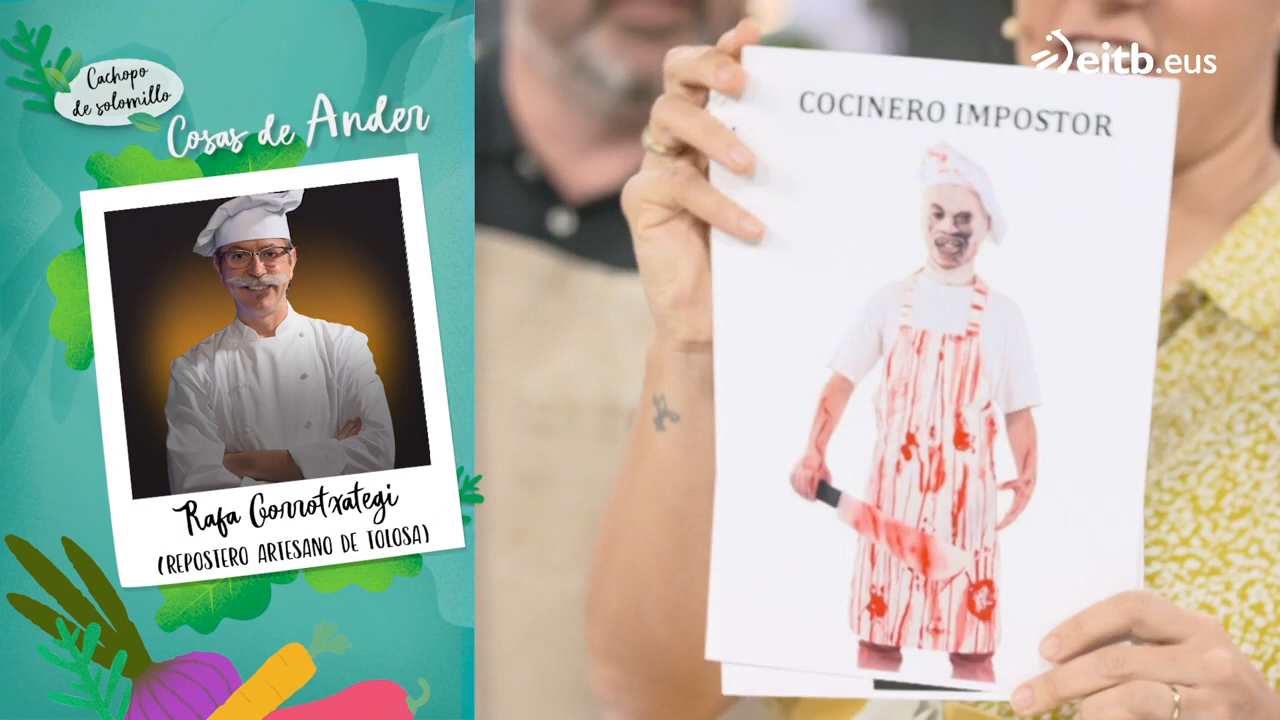 Cachopo
de solomillo
Cosas de Ander
Rafa Gorrotxategi
(REPOSTERO ARTESANO DE TOLOSA)
eitb.eus
COCINERO IMPOSTOR